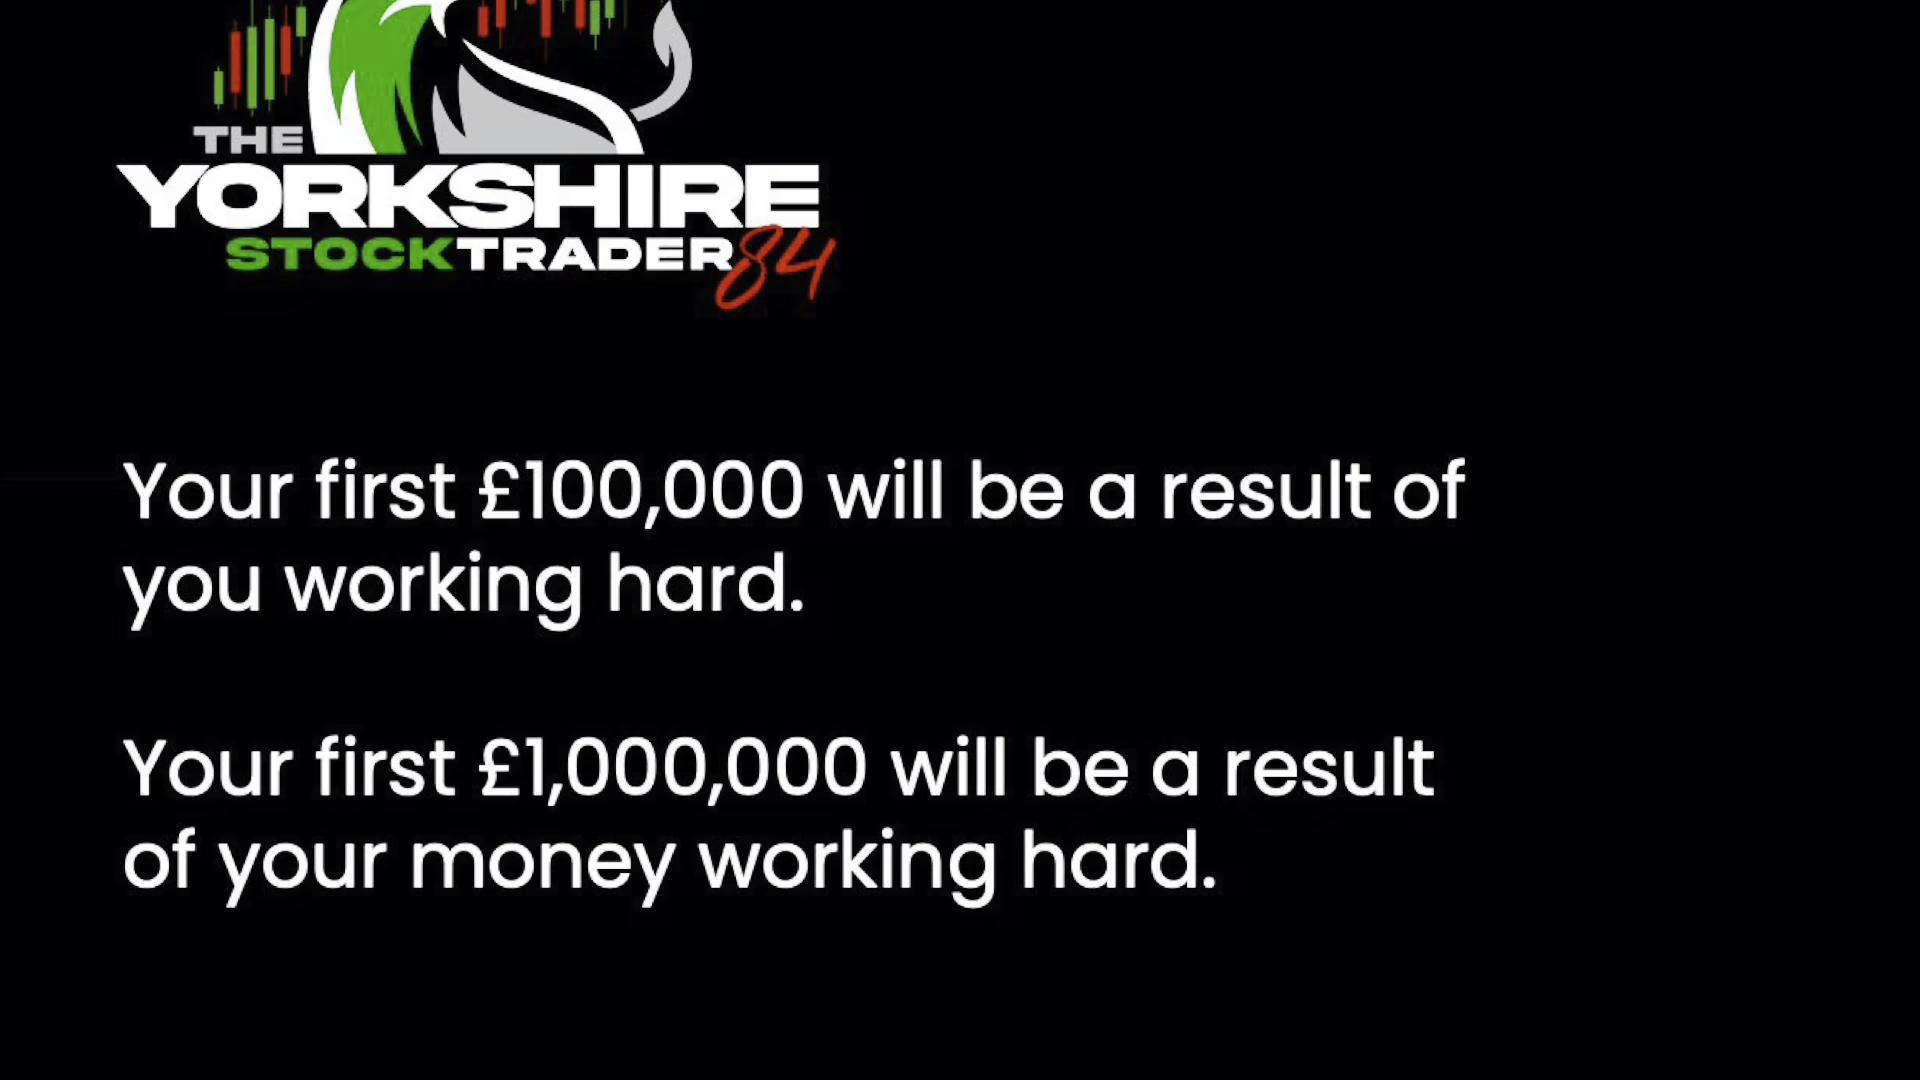 THE
YORKSHIRE
STOCKTRADER84
Your first £100,000 will be a result of
you working hard.
Your first £1,000,000 will be a result
of your money working hard.